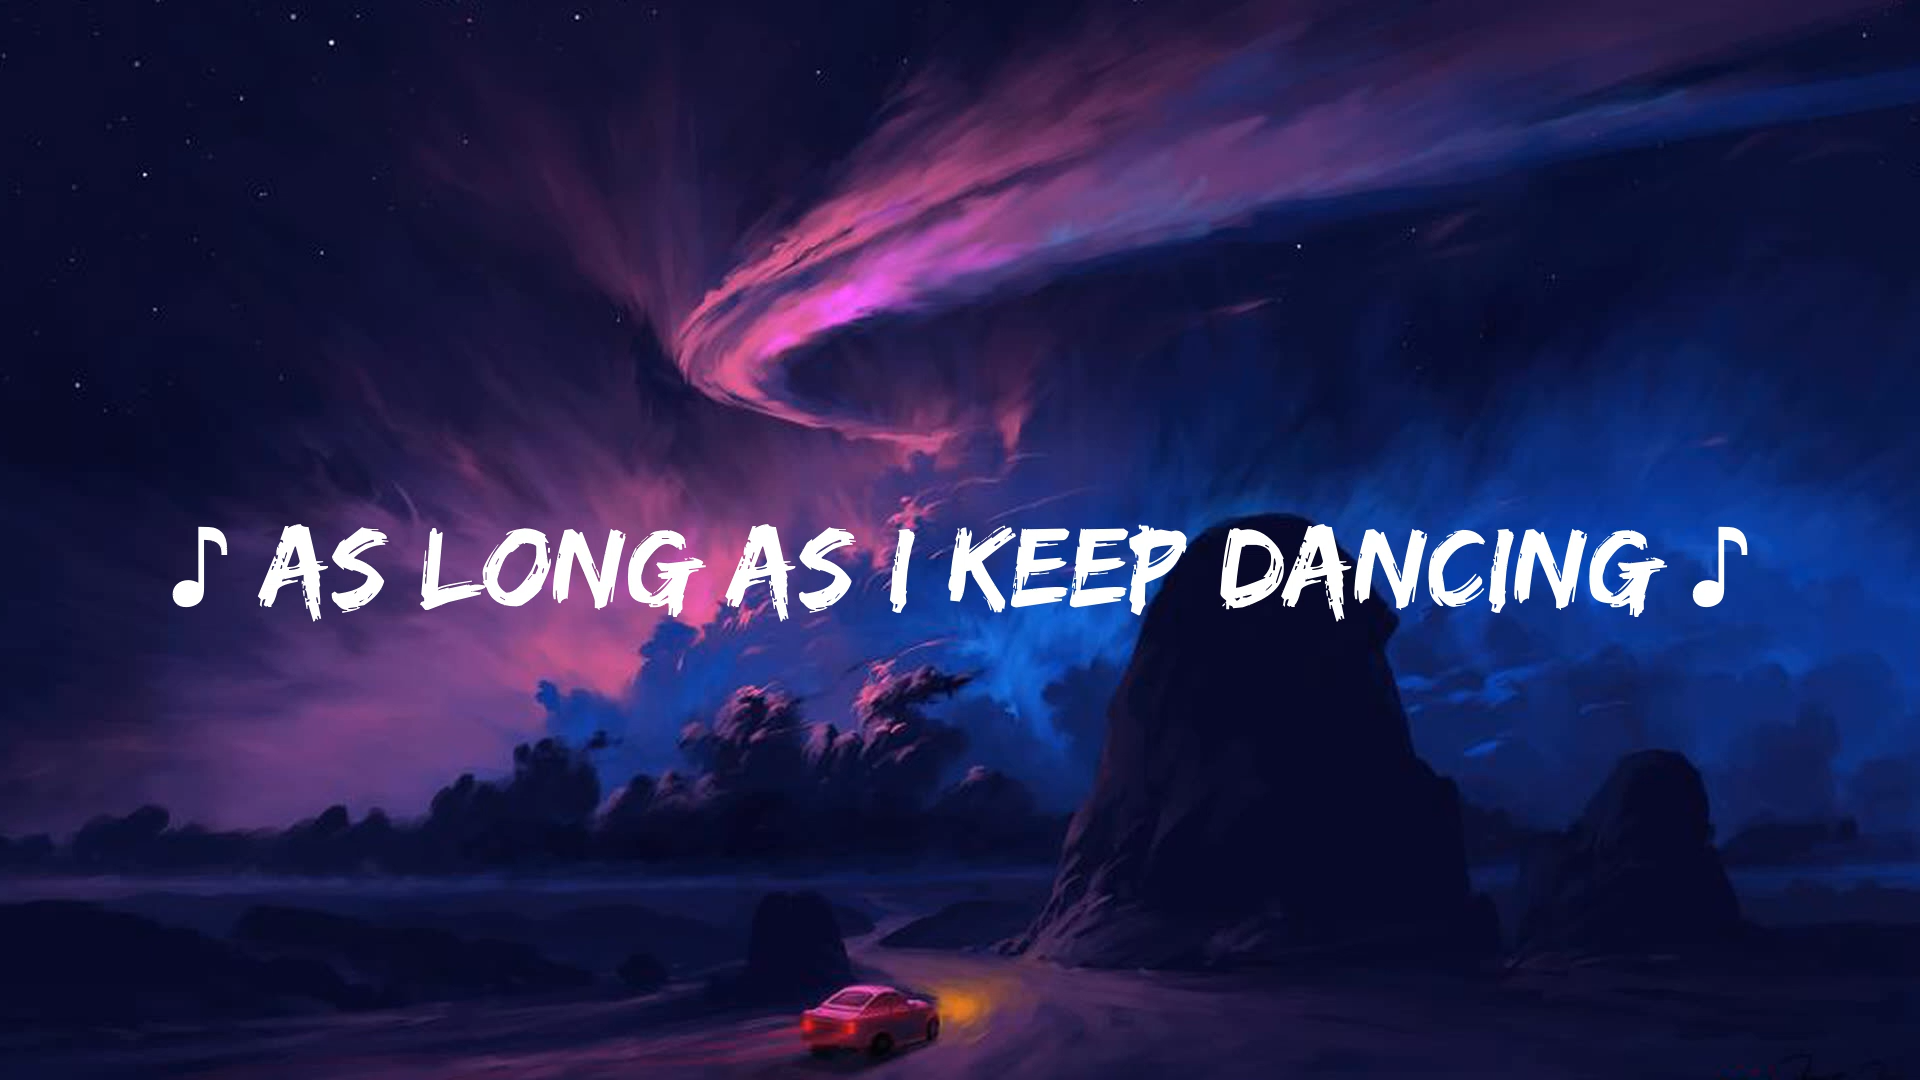 ♪ AS LONG AS I KEEP DANCING ♪